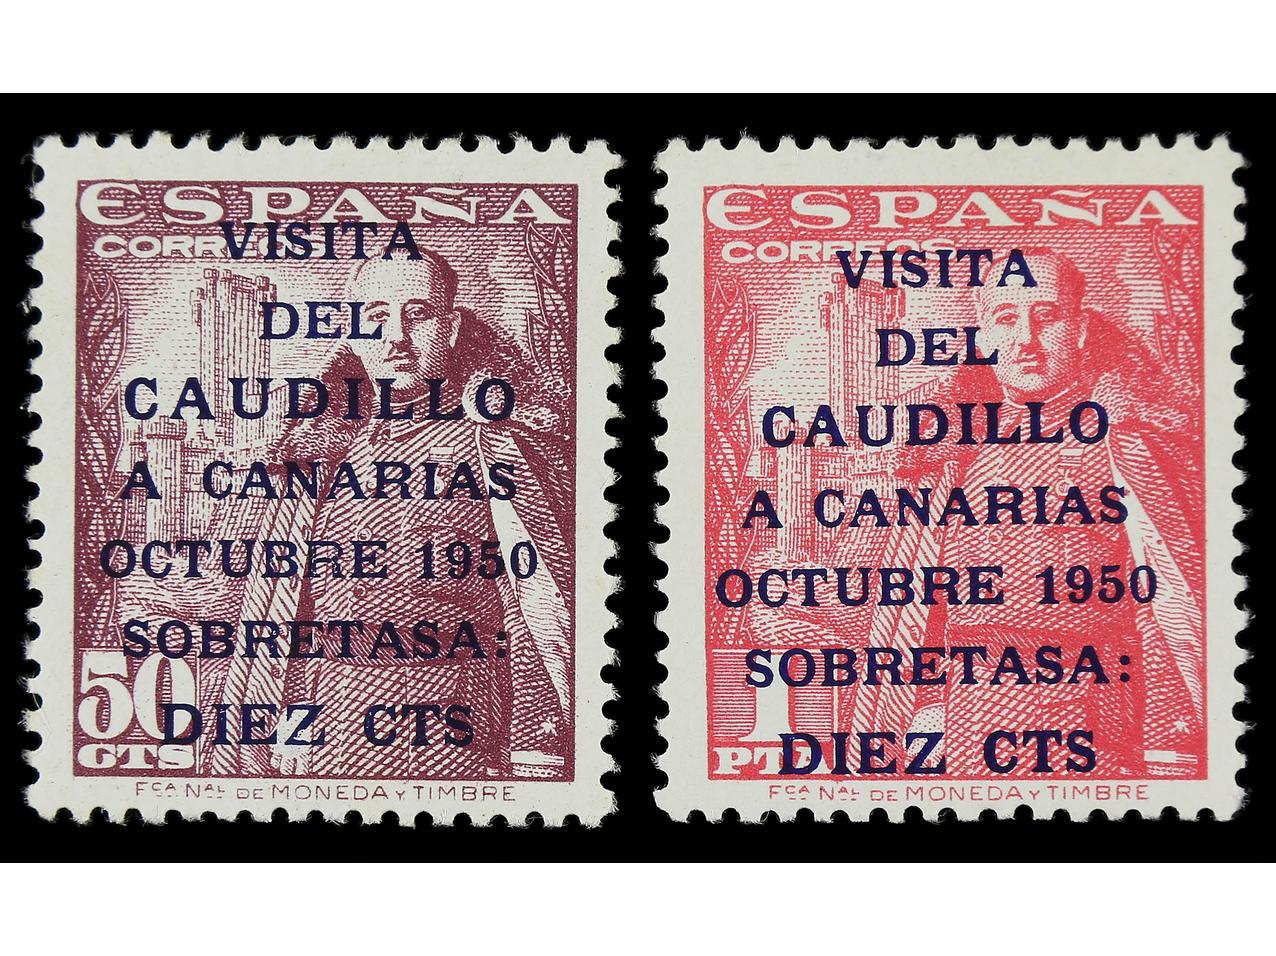 ESPAÑA
CORREOS
VISITA
DEL
CAUDILLO
A CANARIAS
OCTUBRE 1950
SOBRETASA:
DIEZ CTS
50
CTS
FCA NAL DE MONEDA Y TIMBRE
ESPAÑA
CORREOS
VISITA
DEL
CAUDILLO
A CANARIAS
OCTUBRE 1950
SOBRETASA:
DIEZ CTS
1
PTA
FCA NAL DE MONEDA Y TIMBRE